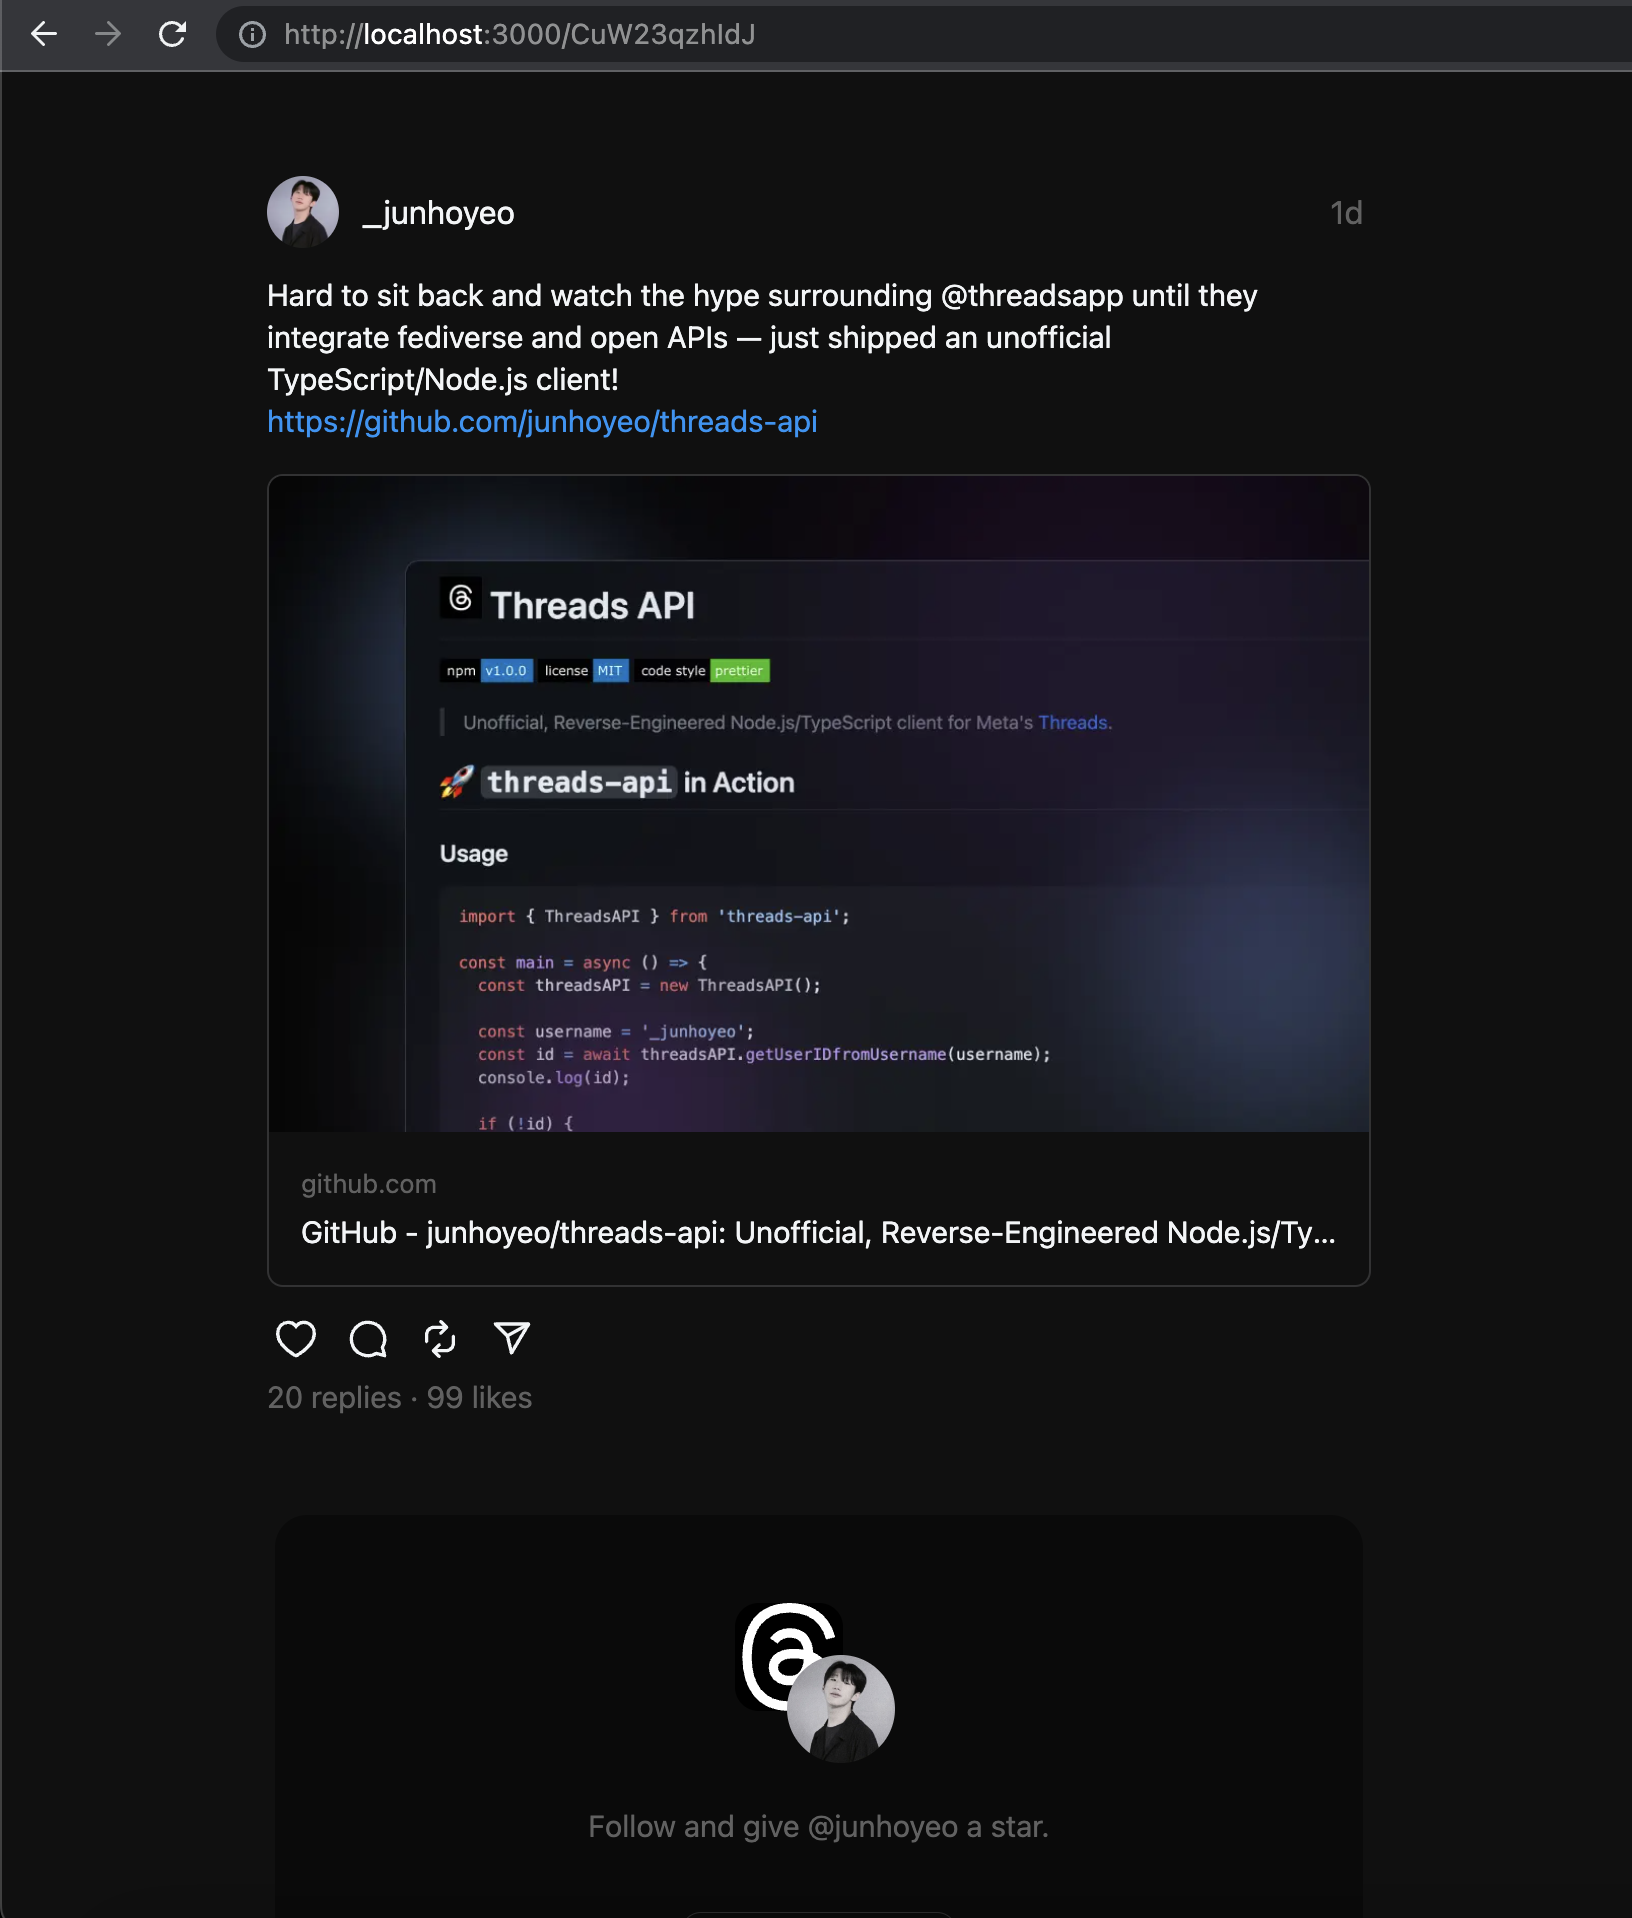 http://localhost:3000/CuW23qzhIdJ
_junhoyeo
1d
Hard to sit back and watch the hype surrounding @threadsapp until they
integrate fediverse and open APIs — just shipped an unofficial
TypeScript/Node.js client!
https://github.com/junhoyeo/threads-api
Threads API
npm v1.0.0 license MIT code style prettier
Unofficial, Reverse-Engineered Node.js/TypeScript client for Meta's Threads.
🚀 threads-api in Action
Usage
import { ThreadsAPI } from 'threads-api';
const main = async () => {
const threadsAPI = new ThreadsAPI();
const username = '_junhoyeo';
const id = await threadsAPI.getUserIDfromUsername(username);
console.log(id);
if (!id) {
github.com
GitHub - junhoyeo/threads-api: Unofficial, Reverse-Engineered Node.js/Ty...
20 replies · 99 likes
Follow and give @junhoyeo a star.